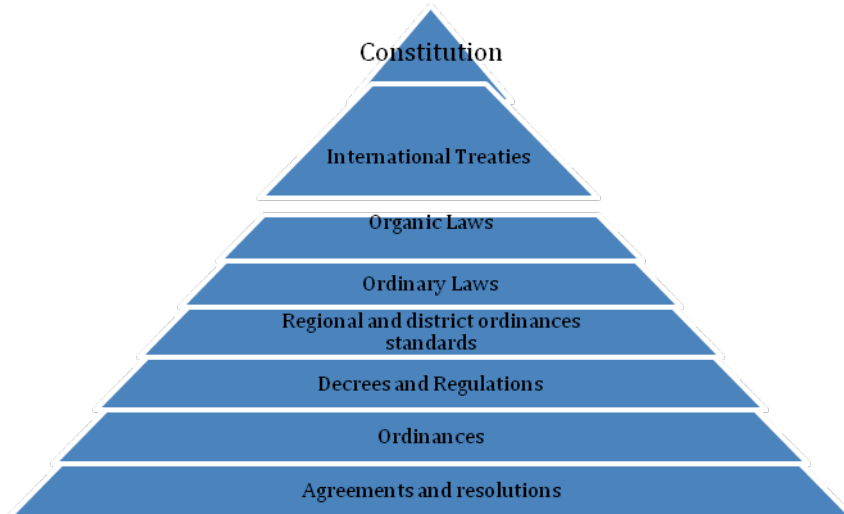 Constitution
International Treaties
Organic Laws
Ordinary Laws
Regional and district ordinances
standards
Decrees and Regulations
Ordinances
Agreements and resolutions